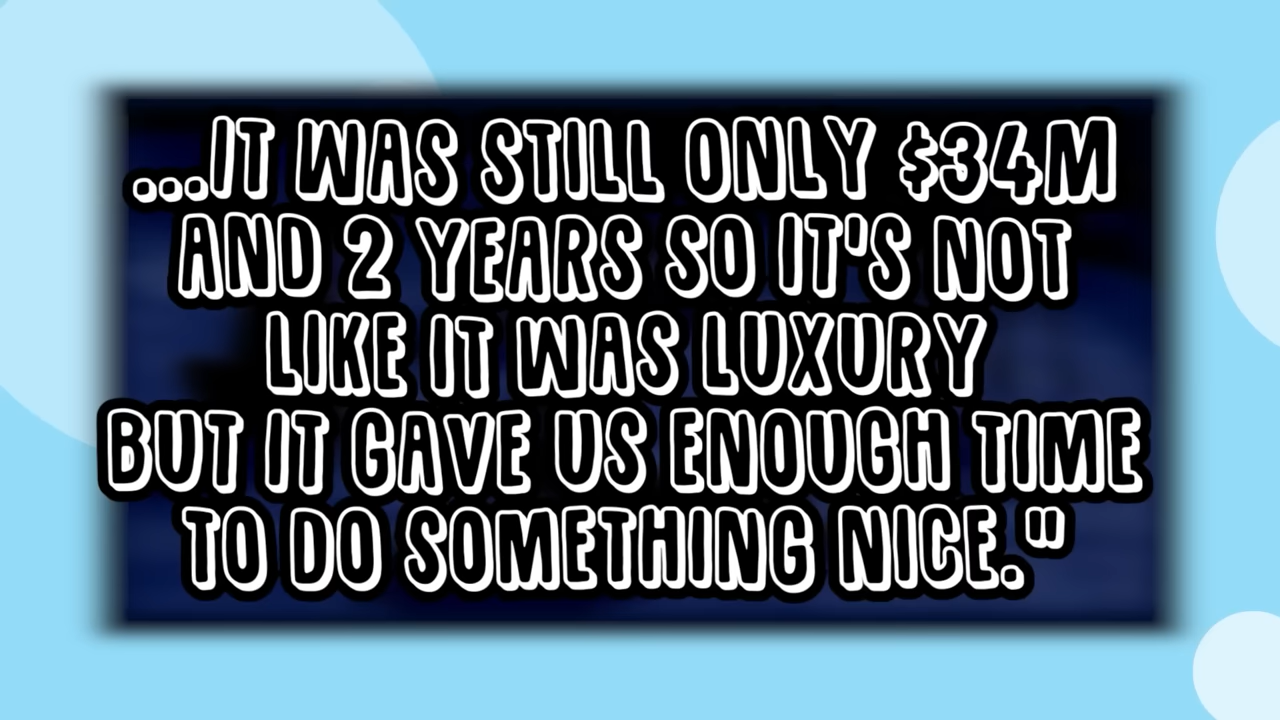 ...IT WAS STILL ONLY $34M
AND 2 YEARS SO IT'S NOT
LIKE IT WAS LUXURY
BUT IT GAVE US ENOUGH TIME
TO DO SOMETHING NICE."